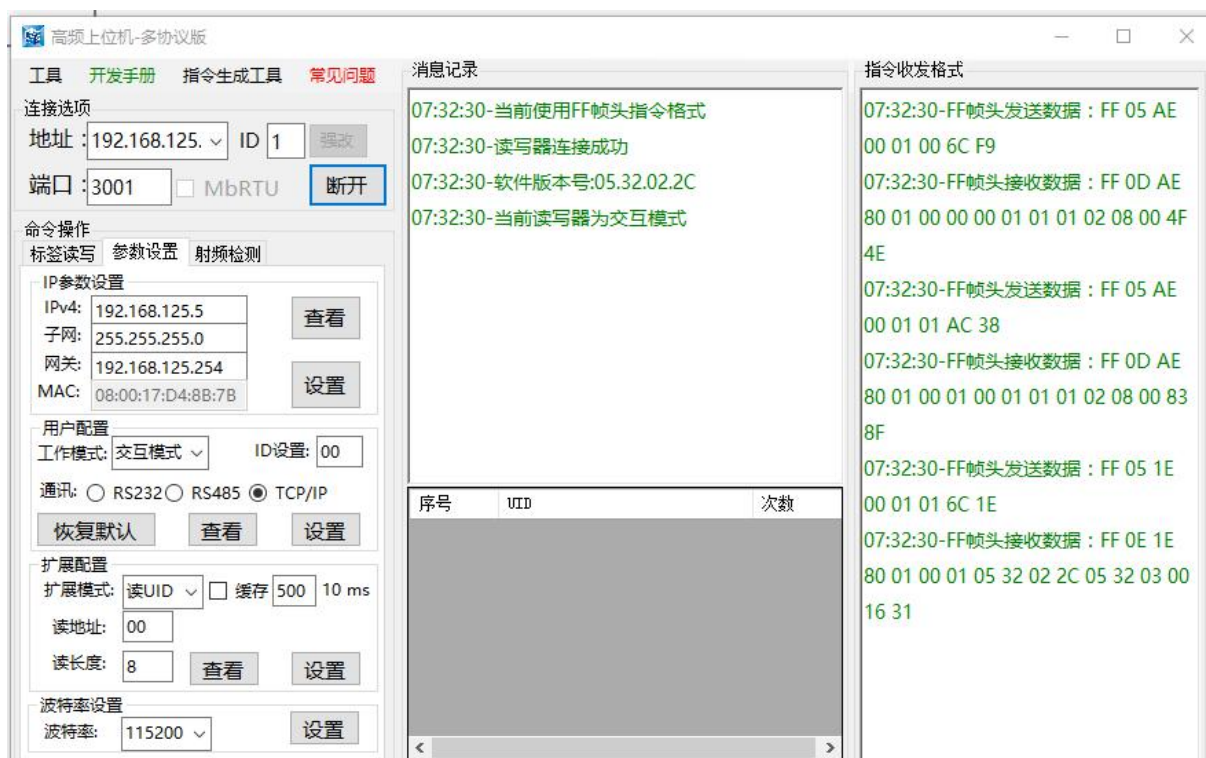 高频上位机-多协议版
工具 开发手册 指令生成工具 常见问题
连接选项
地址 : 192.168.125. ID 1 强改
端口 : 3001 MbRTU 断开
命令操作
标签读写 参数设置 射频检测
IP参数设置
IPv4: 192.168.125.5 查看
子网: 255.255.255.0
网关: 192.168.125.254
MAC: 08:00:17:D4:8B:7B 设置
用户配置
工作模式: 交互模式 ID设置: 00
通讯: RS232 RS485 TCP/IP
恢复默认 查看 设置
扩展配置
扩展模式: 读UID 缓存 500 10 ms
读地址: 00
读长度: 8 查看 设置
波特率设置
波特率: 115200 设置
消息记录
07:32:30-当前使用FF帧头指令格式
07:32:30-读写器连接成功
07:32:30-软件版本号:05.32.02.2C
07:32:30-当前读写器为交互模式
序号 UID 次数
指令收发格式
07:32:30-FF帧头发送数据：FF 05 AE
00 01 00 6C F9
07:32:30-FF帧头接收数据：FF 0D AE
80 01 00 00 00 01 01 01 02 08 00 4F
4E
07:32:30-FF帧头发送数据：FF 05 AE
00 01 01 AC 38
07:32:30-FF帧头接收数据：FF 0D AE
80 01 00 01 00 01 01 01 02 08 00 83
8F
07:32:30-FF帧头发送数据：FF 05 1E
00 01 01 6C 1E
07:32:30-FF帧头接收数据：FF 0E 1E
80 01 00 01 05 32 02 2C 05 32 03 00
16 31